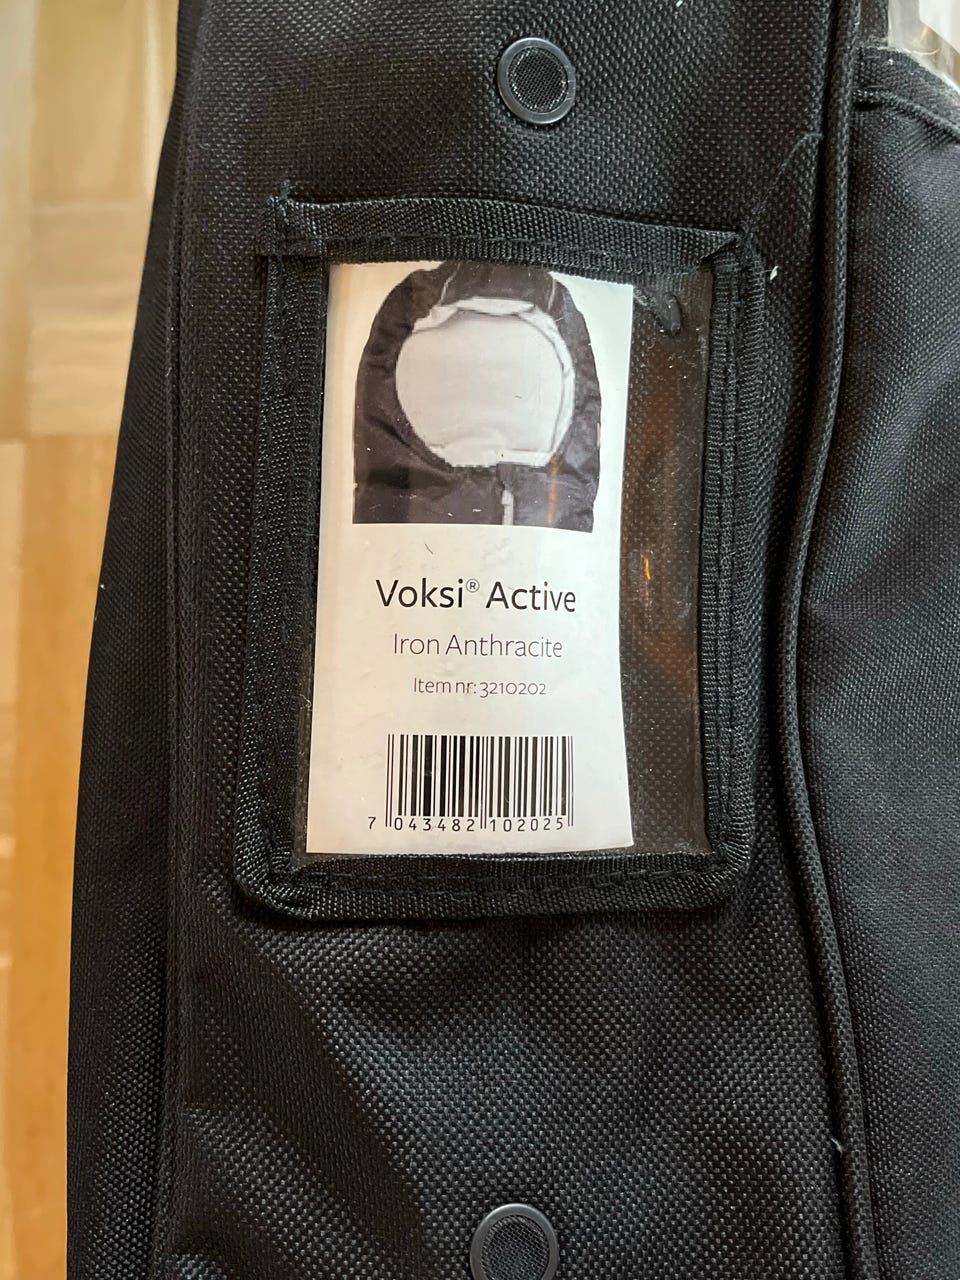 Voksi® Active
Iron Anthracite
Item nr: 3210202
7 043482 102025